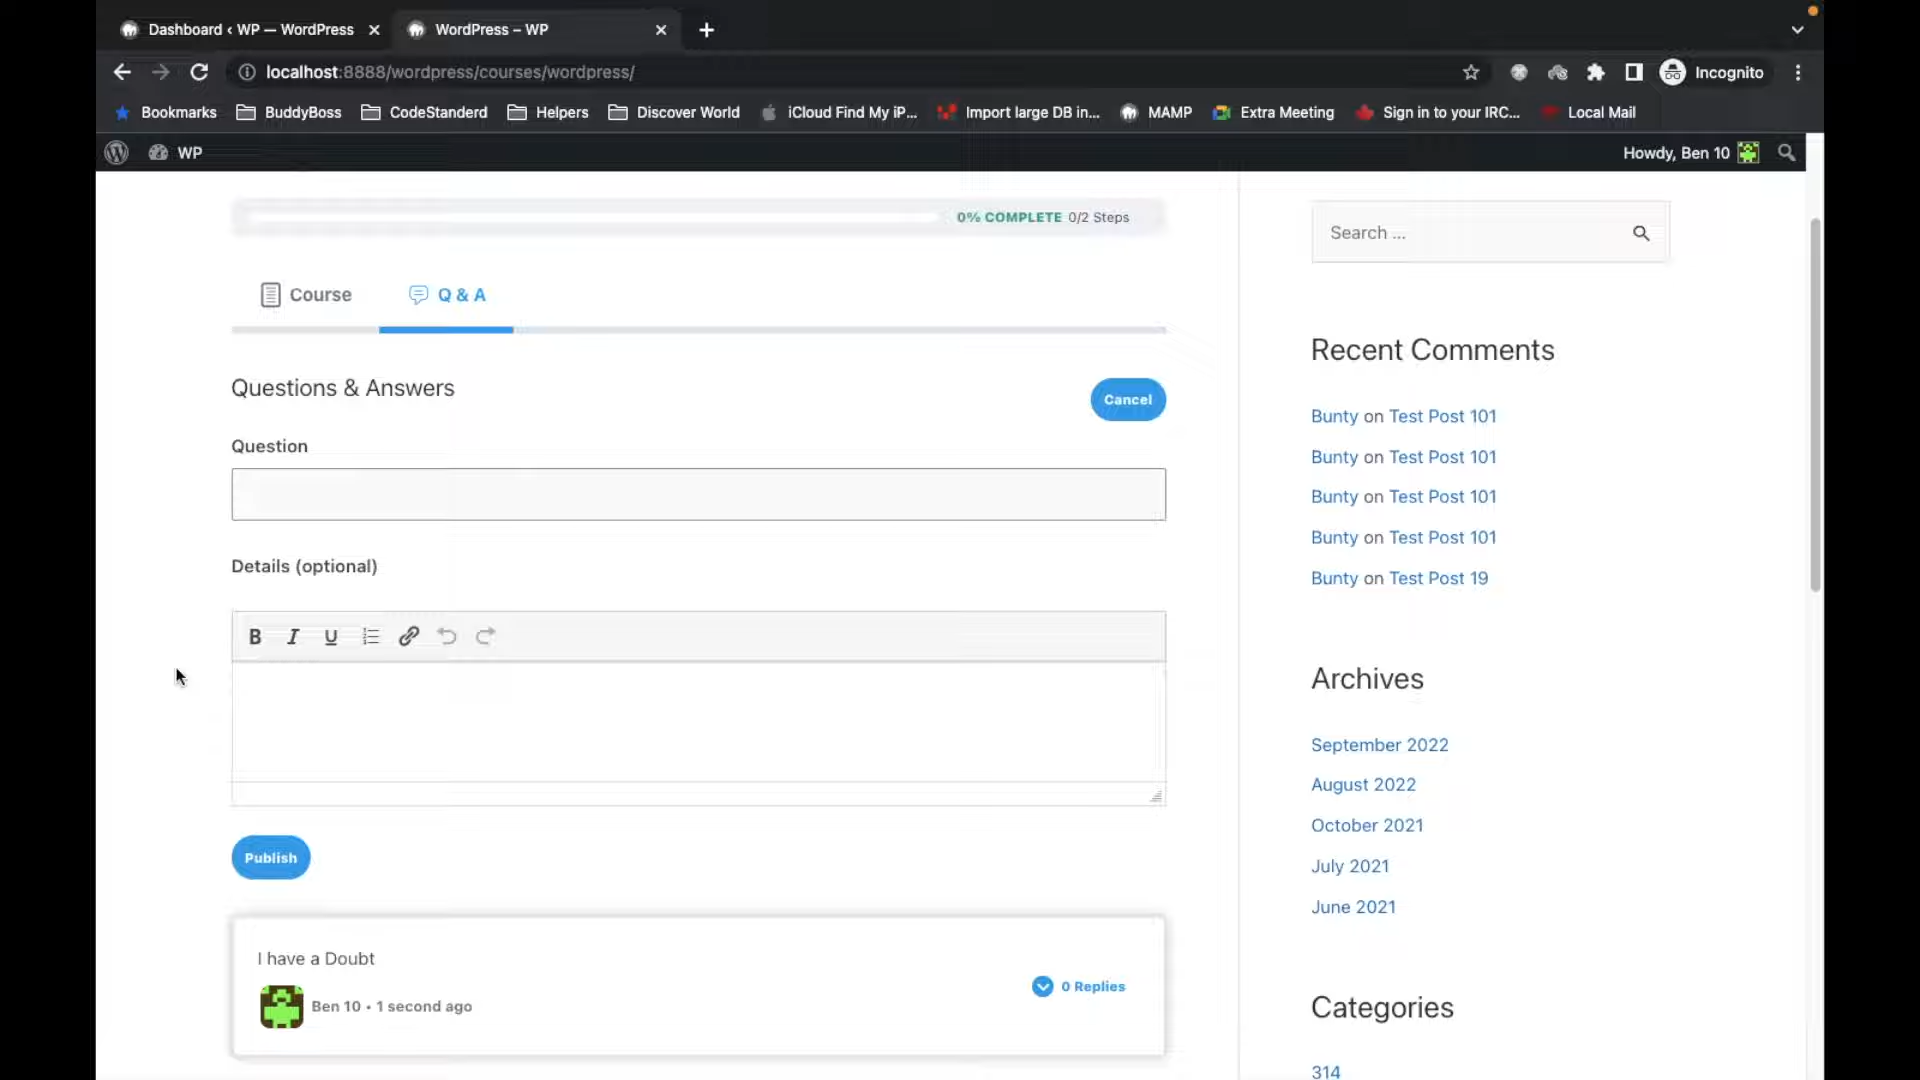 Dashboard ‹ WP — WordPress
WordPress – WP
localhost:8888/wordpress/courses/wordpress/
Incognito
Bookmarks
BuddyBoss
CodeStanderd
Helpers
Discover World
iCloud Find My iP...
Import large DB in...
MAMP
Extra Meeting
Sign in to your IRC...
Local Mail
WP
Howdy, Ben 10
0% COMPLETE 0/2 Steps
Course
Q & A
Questions & Answers
Cancel
Question
Details (optional)
B I U
Publish
I have a Doubt
Ben 10 • 1 second ago
0 Replies
Search ...
Recent Comments
Bunty on Test Post 101
Bunty on Test Post 101
Bunty on Test Post 101
Bunty on Test Post 101
Bunty on Test Post 19
Archives
September 2022
August 2022
October 2021
July 2021
June 2021
Categories
314